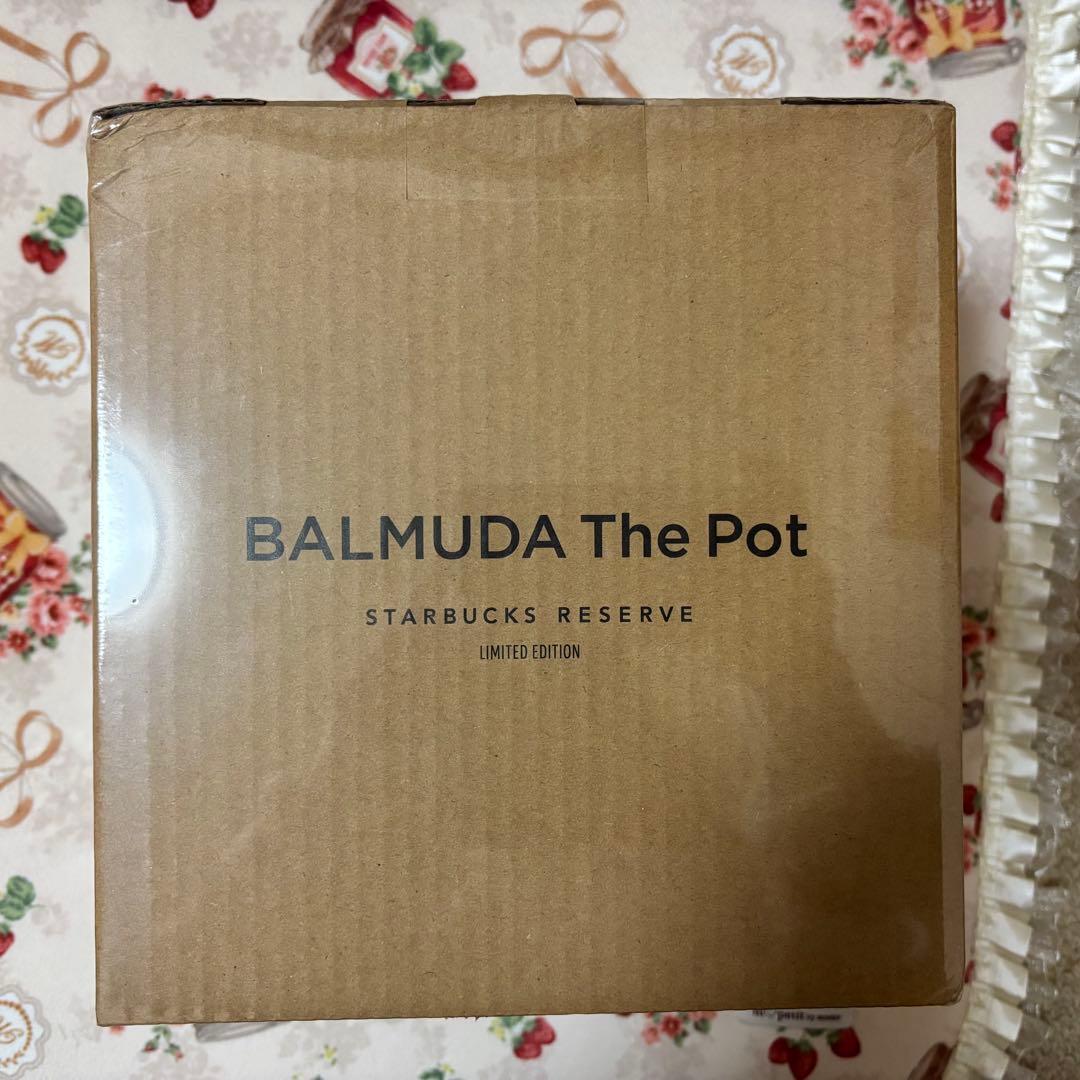 BALMUDA The Pot
STARBUCKS RESERVE
LIMITED EDITION